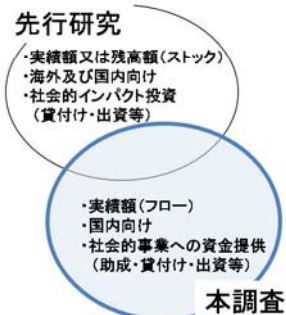 先行研究
・実績額又は残高額(ストック)
・海外及び国内向け
・社会的インパクト投資
(貸付け・出資等)
・実績額(フロー)
・国内向け
・社会的事業への資金提供
(助成・貸付け・出資等)
本調査